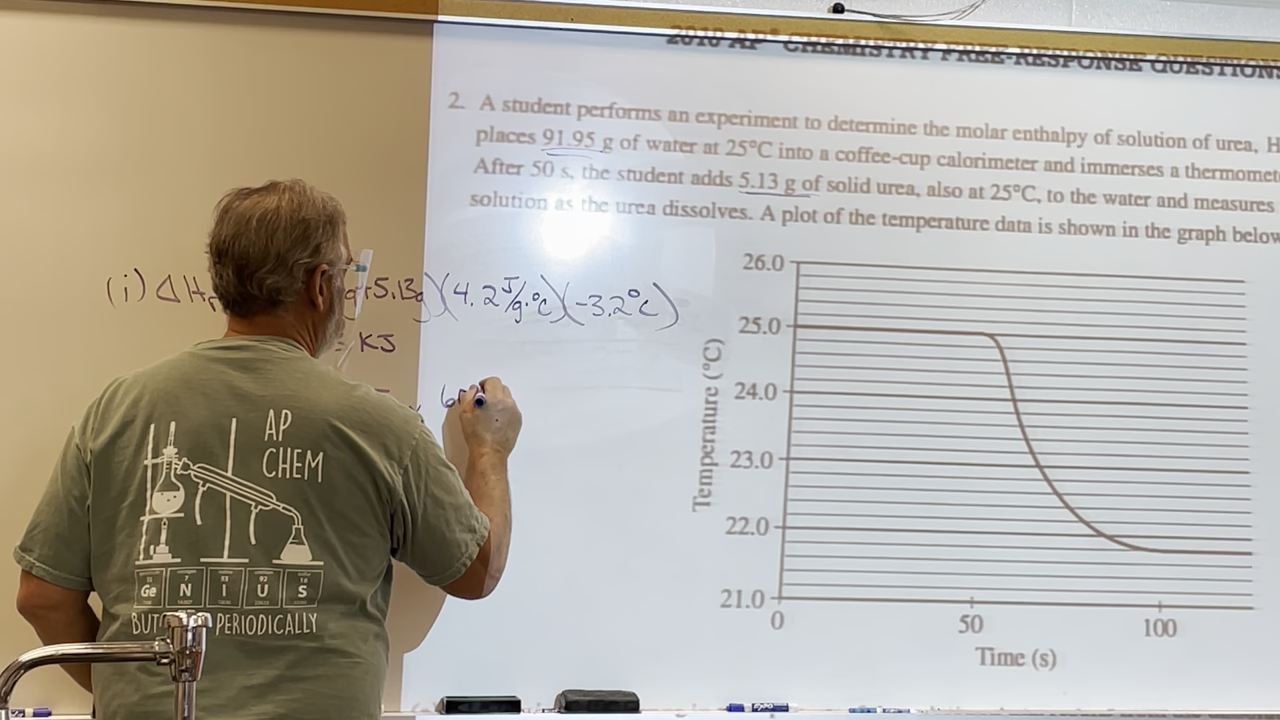 2010 AP® CHEMISTRY FREE-RESPONSE QUESTIONS
2. A student performs an experiment to determine the molar enthalpy of solution of urea, H
places 91.95 g of water at 25°C into a coffee-cup calorimeter and immerses a thermomet
After 50 s, the student adds 5.13 g of solid urea, also at 25°C, to the water and measures
solution as the urea dissolves. A plot of the temperature data is shown in the graph below
(i) ΔH g+5.13g)(4.2 J/g·°C)(-3.2°C)
= KJ
Temperature (°C)
26.0
25.0
24.0
23.0
22.0
21.0
0
50
100
Time (s)
AP
CHEM
Ge N I U S
BUT PERIODICALLY